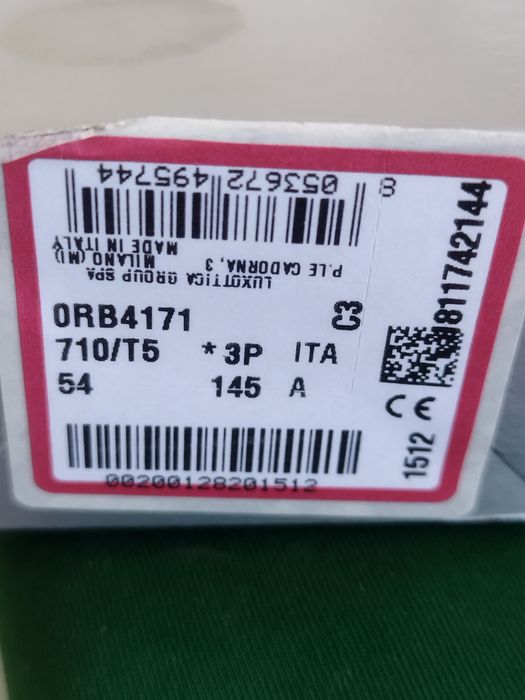 053672 495744 8
LUXOTTICA GROUP SPA
P.LE CADORNA, 3
MILANO (MI)
MADE IN ITALY
0RB4171 C3
710/T5 *3P ITA
54 145 A
00200128201512
1811742144
CE
1512